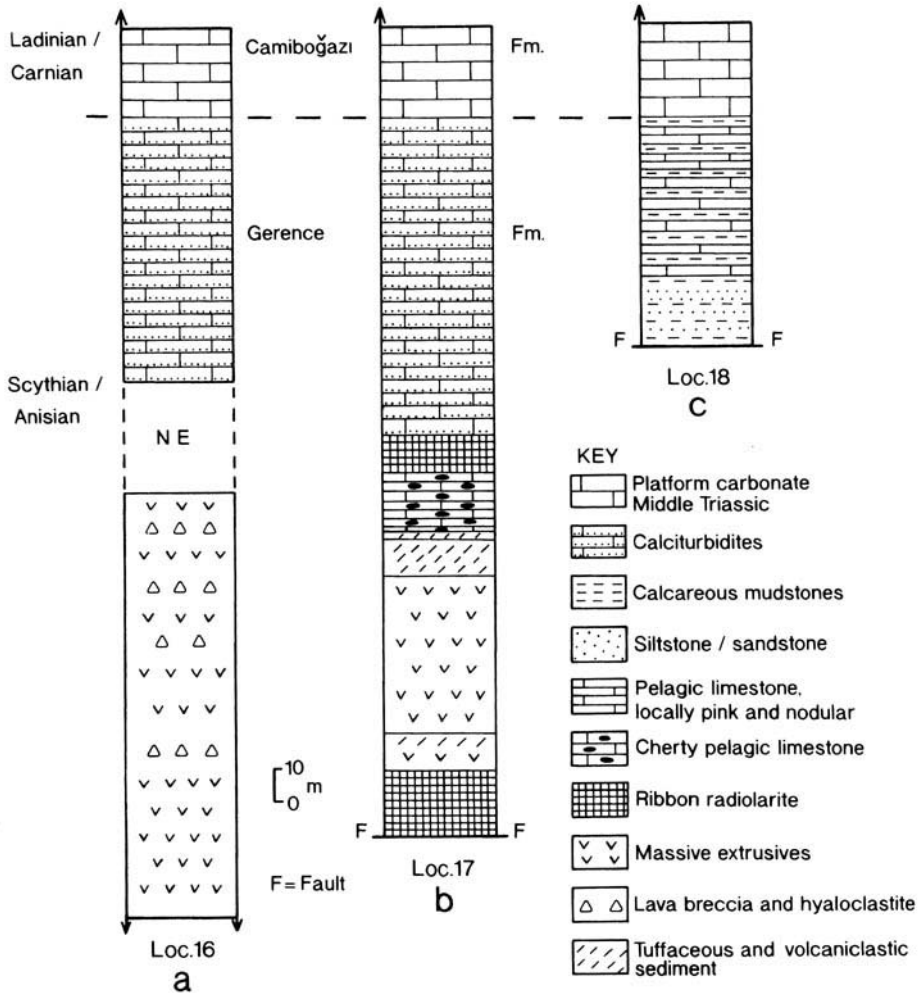 Ladinian /
Carnian
Camiboğazı
Fm.
Gerence
Fm.
Scythian /
Anisian
N E
F F
Loc.18
c
10
0 m
F = Fault
F F
Loc.17
b
Loc.16
a
KEY
Platform carbonate
Middle Triassic
Calciturbidites
Calcareous mudstones
Siltstone / sandstone
Pelagic limestone,
locally pink and nodular
Cherty pelagic limestone
Ribbon radiolarite
Massive extrusives
Lava breccia and hyaloclastite
Tuffaceous and volcaniclastic
sediment